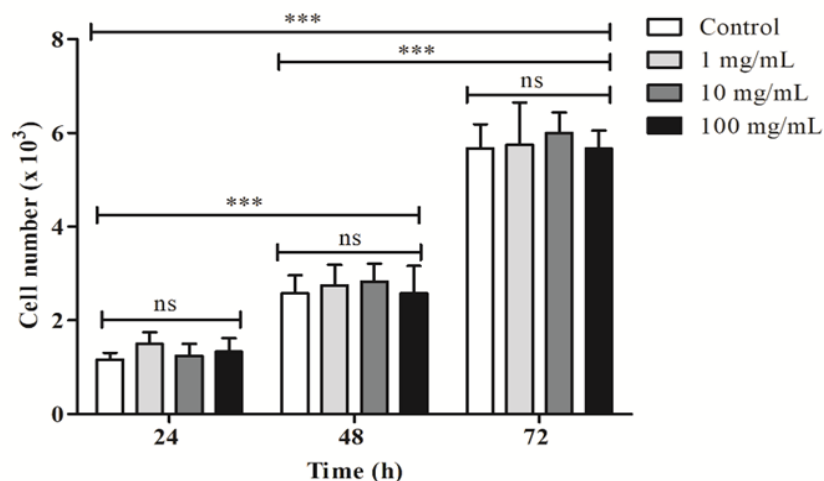 Control
1 mg/mL
10 mg/mL
100 mg/mL
Cell number (x 10³)
8
6
4
2
0
***
***
ns
***
ns
ns
24
48
72
Time (h)